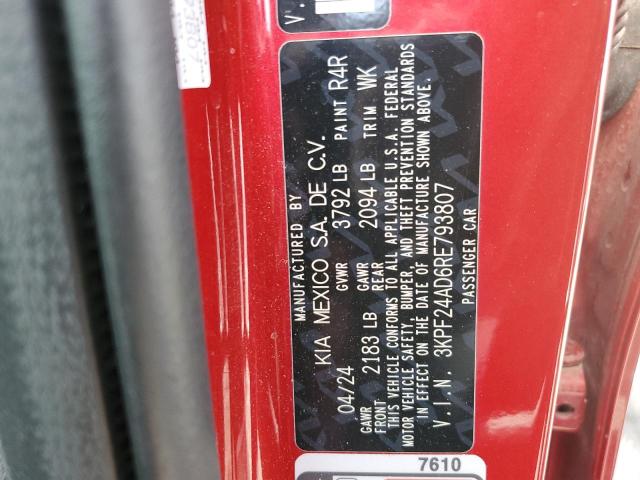 MANUFACTURED BY
KIA MEXICO S.A. DE C.V.
04/24 GVWR 3792 LB PAINT R4R
GAWR FRONT 2183 LB GAWR REAR 2094 LB TRIM WK
THIS VEHICLE CONFORMS TO ALL APPLICABLE U.S.A. FEDERAL
MOTOR VEHICLE SAFETY, BUMPER, AND THEFT PREVENTION STANDARDS
IN EFFECT ON THE DATE OF MANUFACTURE SHOWN ABOVE.
V.I.N. 3KPF24AD6RE793807
PASSENGER CAR
7610